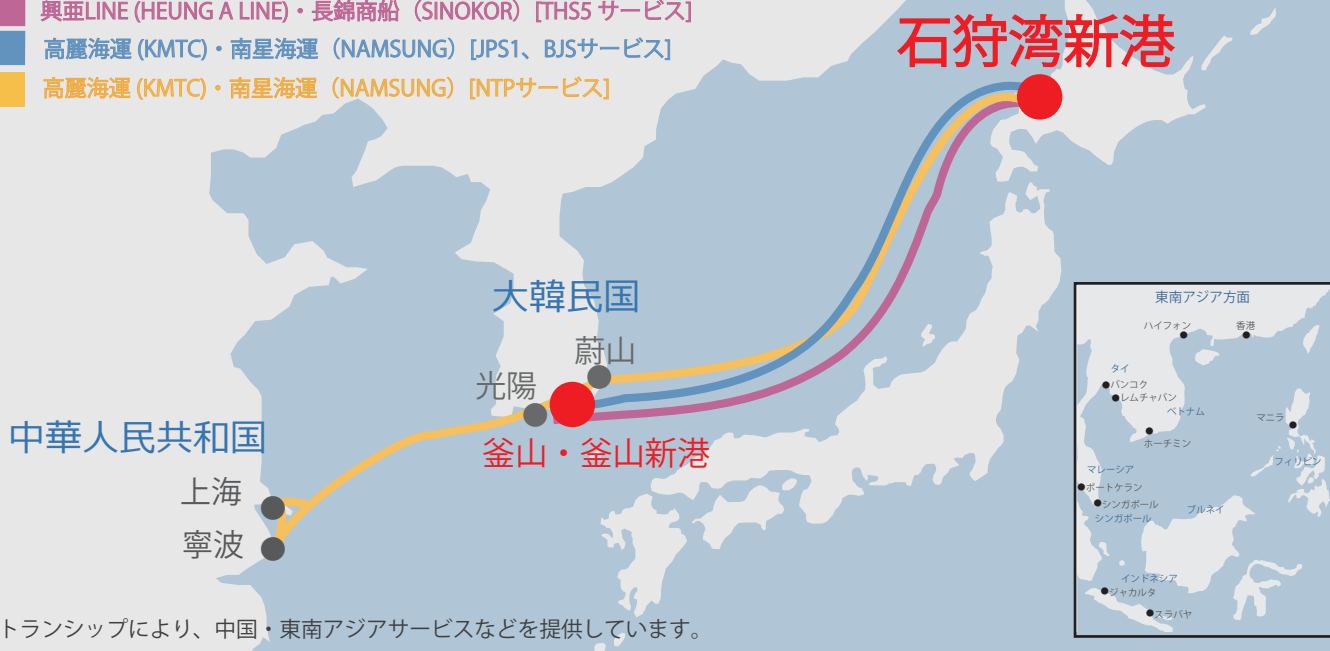 興亜LINE (HEUNG A LINE)・長錦商船（SINOKOR）[THS5 サービス]
高麗海運 (KMTC)・南星海運（NAMSUNG）[JPS1、BJSサービス]
高麗海運 (KMTC)・南星海運（NAMSUNG）[NTPサービス]
石狩湾新港
大韓民国
蔚山
光陽
釜山・釜山新港
中華人民共和国
上海
寧波
東南アジア方面
ハイフォン
香港
タイ
バンコク
レムチャバン
ベトナム
マニラ
ホーチミン
フィリピン
マレーシア
ポートケラン
シンガポール
シンガポール
ブルネイ
インドネシア
ジャカルタ
スラバヤ
トランシップにより、中国・東南アジアサービスなどを提供しています。